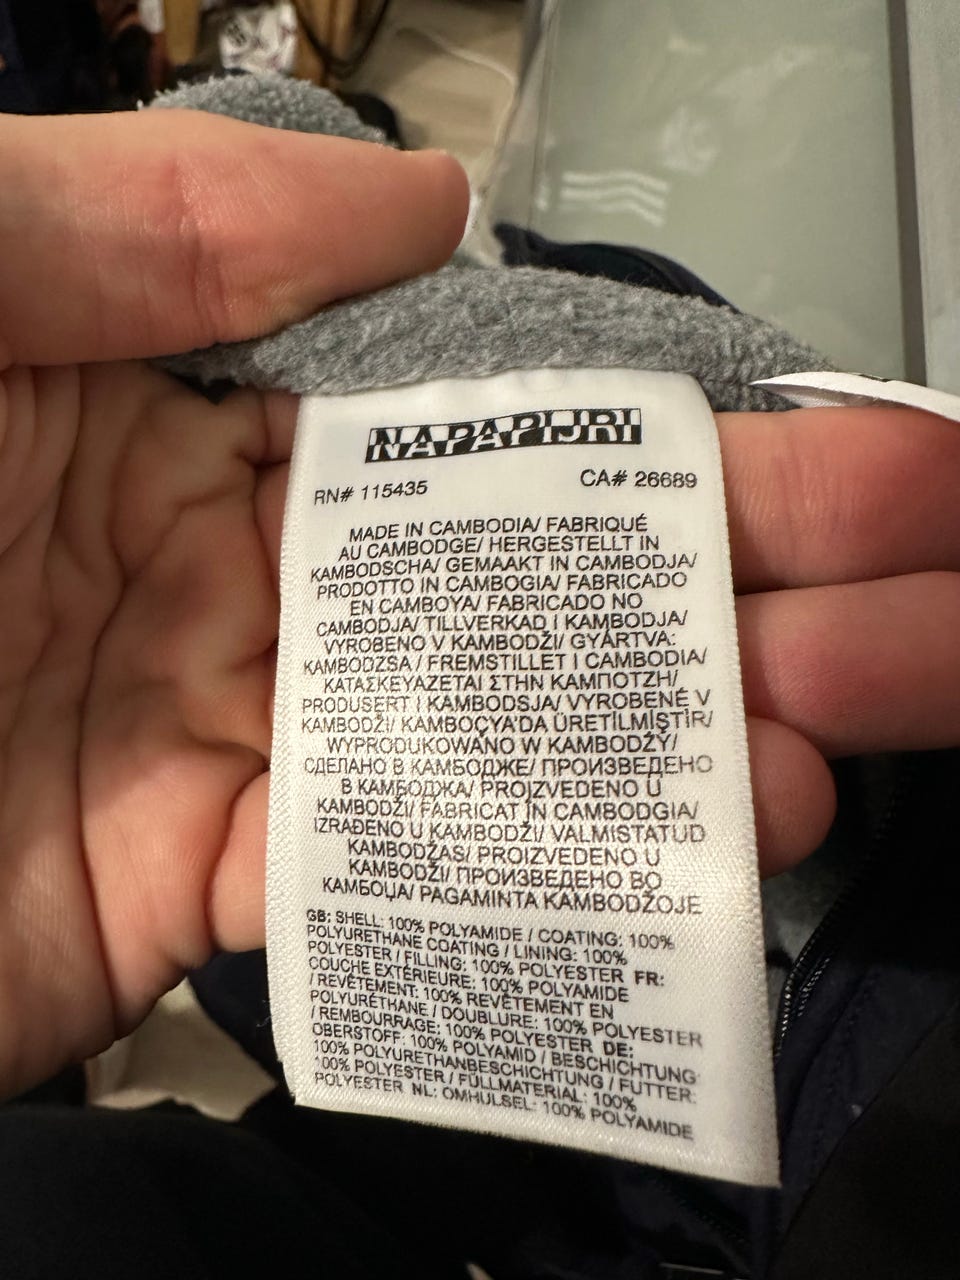 NAPAPIJRI
RN# 115435 CA# 26689
MADE IN CAMBODIA/ FABRIQUÉ
AU CAMBODGE/ HERGESTELLT IN
KAMBODSCHA/ GEMAAKT IN CAMBODJA/
PRODOTTO IN CAMBOGIA/ FABRICADO
EN CAMBOYA/ FABRICADO NO
CAMBODJA/ TILLVERKAD I KAMBODJA/
VYROBENO V KAMBODŽI/ GYÁRTVA:
KAMBODZSA / FREMSTILLET I CAMBODIA/
ΚΑΤΑΣΚΕΥΑΖΕΤΑΙ ΣΤΗΝ ΚΑΜΠΟΤΖΗ/
PRODUSERT I KAMBODSJA/ VYROBENÉ V
KAMBODŽI/ KAMBOÇYA'DA ÜRETİLMİŞTİR/
WYPRODUKOWANO W KAMBODŻY/
СДЕЛАНО В КАМБОДЖЕ/ ПРОИЗВЕДЕНО
В КАМБОДЖА/ PROIZVEDENO U
KAMBODŽI/ FABRICAT ÎN CAMBODGIA/
IZRAĐENO U KAMBODŽI/ VALMISTATUD
KAMBODŽAS/ PROIZVEDENO U
KAMBODŽI/ ПРОИЗВЕДЕНО ВО
КАМБОЏА/ PAGAMINTA KAMBODŽOJE
GB: SHELL: 100% POLYAMIDE / COATING: 100%
POLYURETHANE COATING / LINING: 100%
POLYESTER / FILLING: 100% POLYESTER FR:
COUCHE EXTÉRIEURE: 100% POLYAMIDE
/ REVÊTEMENT: 100% REVÊTEMENT EN
POLYURÉTHANE / DOUBLURE: 100% POLYESTER
/ REMBOURRAGE: 100% POLYESTER DE:
OBERSTOFF: 100% POLYAMID / BESCHICHTUNG:
100% POLYURETHANBESCHICHTUNG / FUTTER:
100% POLYESTER / FÜLLMATERIAL: 100%
POLYESTER NL: OMHULSEL: 100% POLYAMIDE